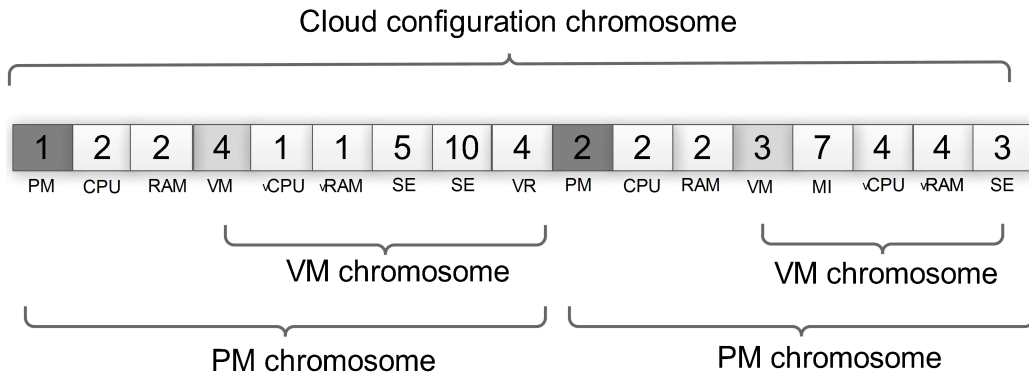 Cloud configuration chromosome
1 2 2 4 1 1 5 10 4 2 2 2 3 7 4 4 3
PM CPU RAM VM vCPU vRAM SE SE VR PM CPU RAM VM MI vCPU vRAM SE
VM chromosome VM chromosome
PM chromosome PM chromosome